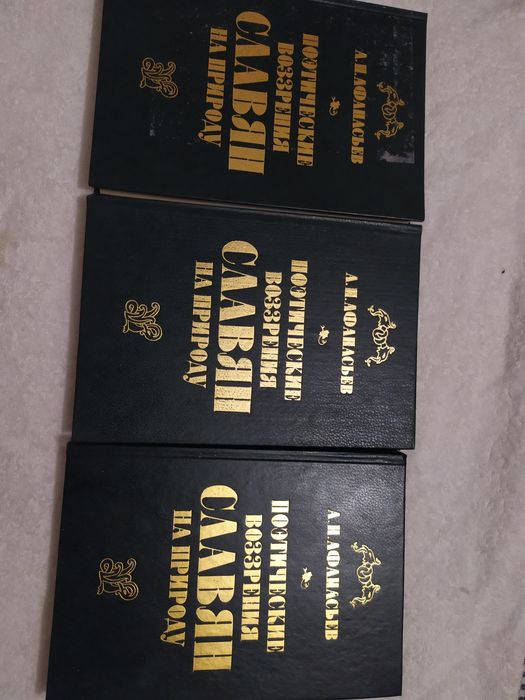 А.Н.АФАНАСЬЕВ
ПОЭТИЧЕСКИЕ
ВОЗЗРЕНИЯ
СЛАВЯН
НА ПРИРОДУ
А.Н.АФАНАСЬЕВ
ПОЭТИЧЕСКИЕ
ВОЗЗРЕНИЯ
СЛАВЯН
НА ПРИРОДУ
А.Н.АФАНАСЬЕВ
ПОЭТИЧЕСКИЕ
ВОЗЗРЕНИЯ
СЛАВЯН
НА ПРИРОДУ